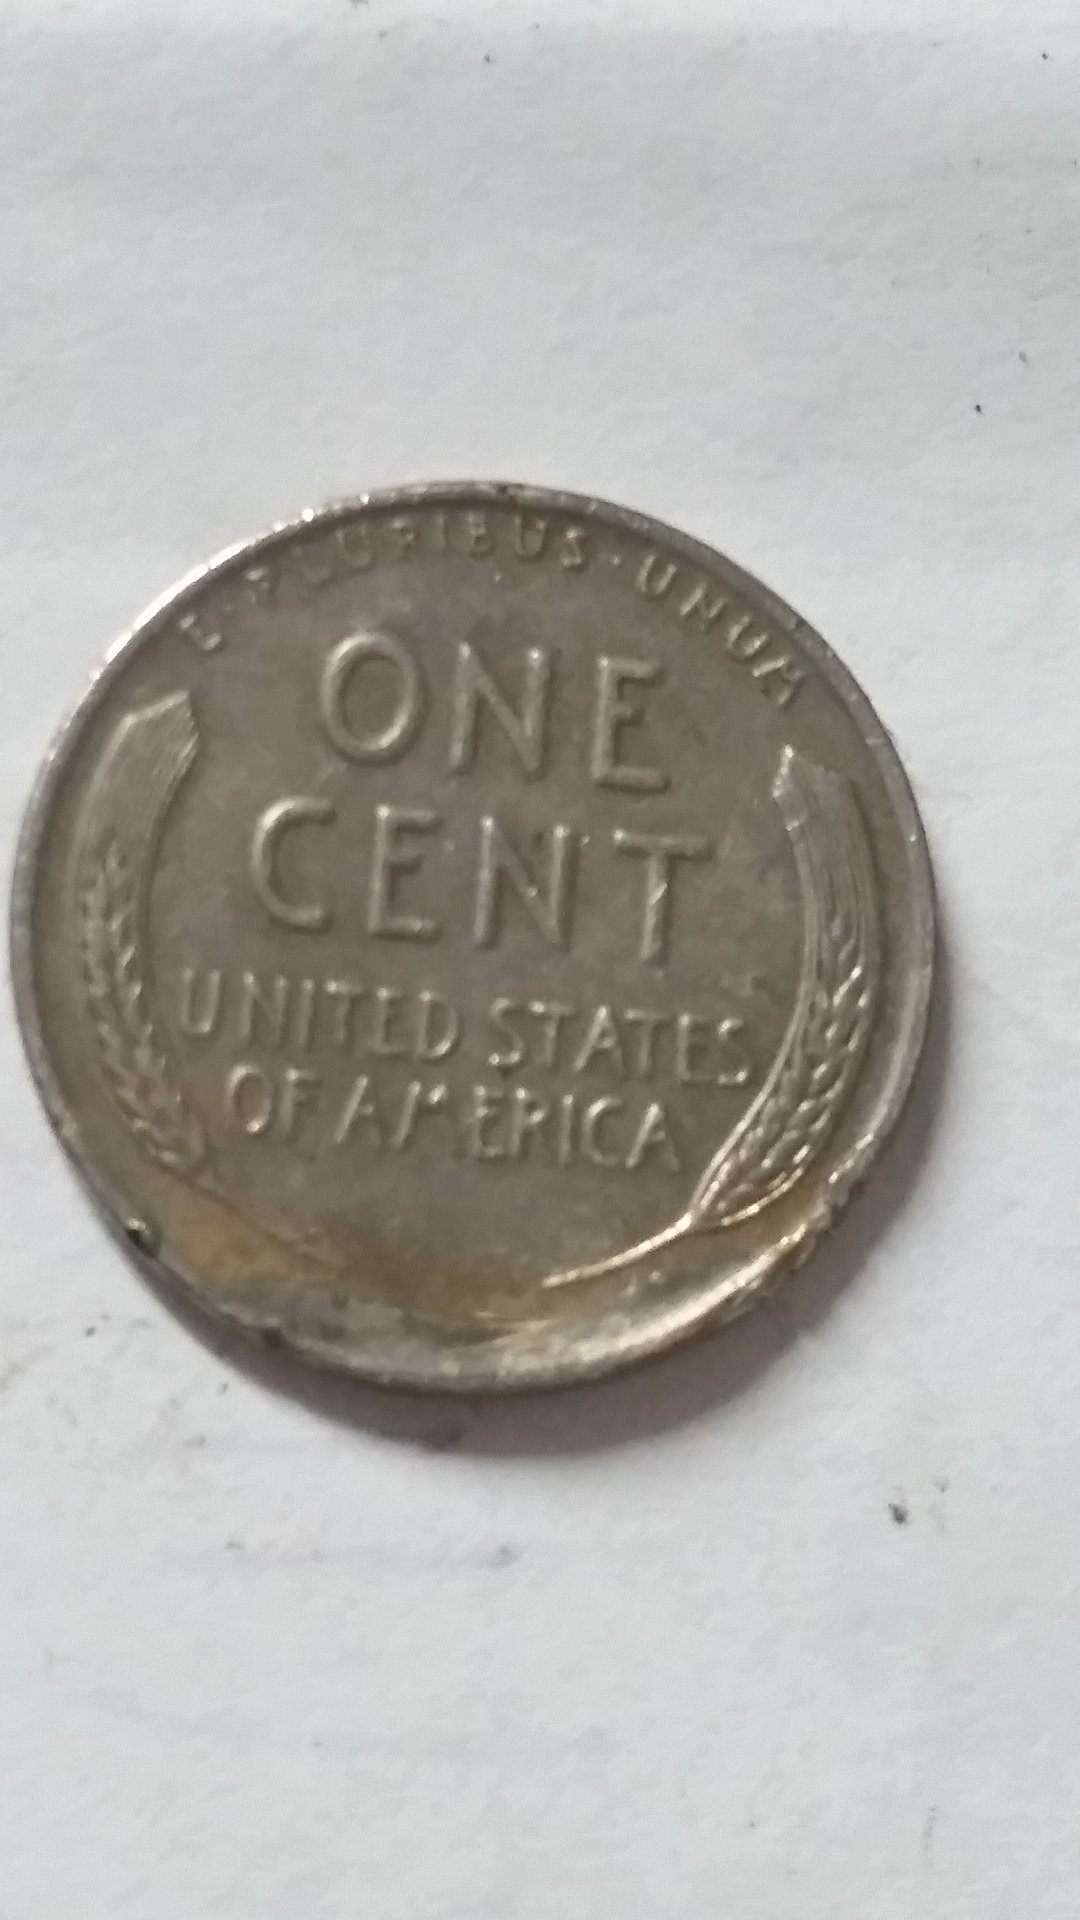 E·PLURIBUS·UNUM
ONE
CENT
UNITED STATES
OF AMERICA